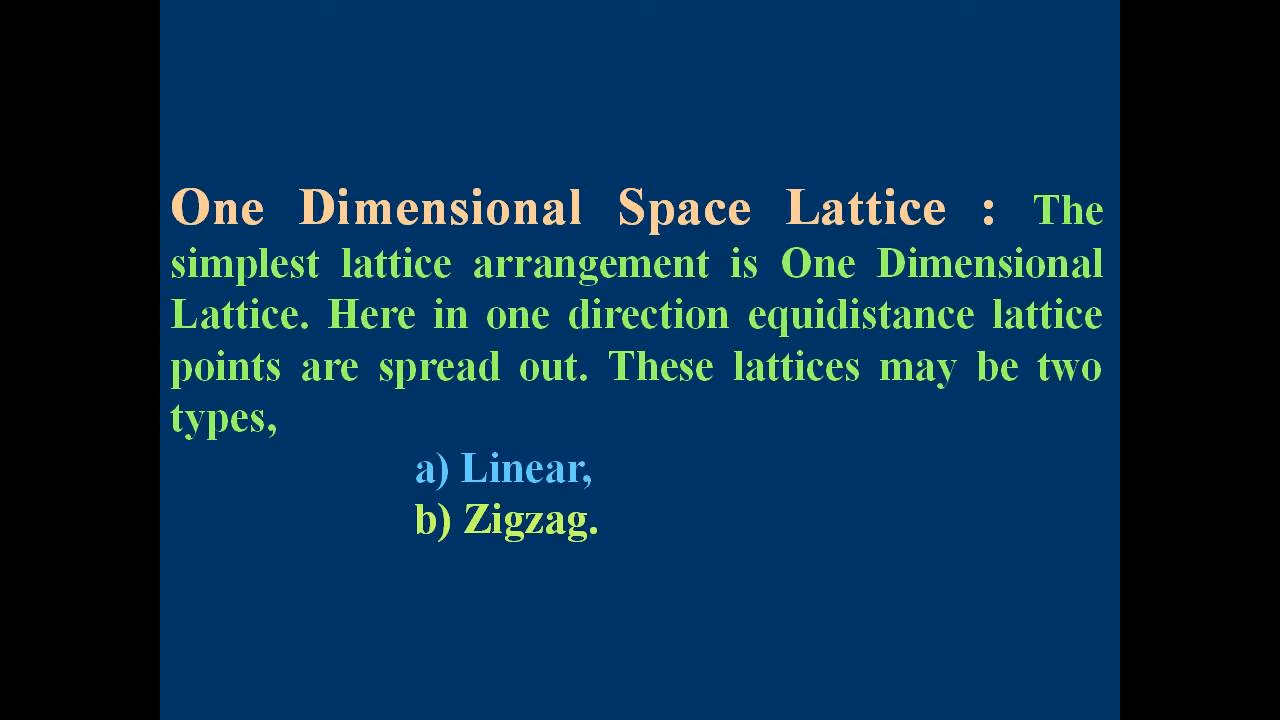 One Dimensional Space Lattice : The
simplest lattice arrangement is One Dimensional
Lattice. Here in one direction equidistance lattice
points are spread out. These lattices may be two
types,
a) Linear,
b) Zigzag.